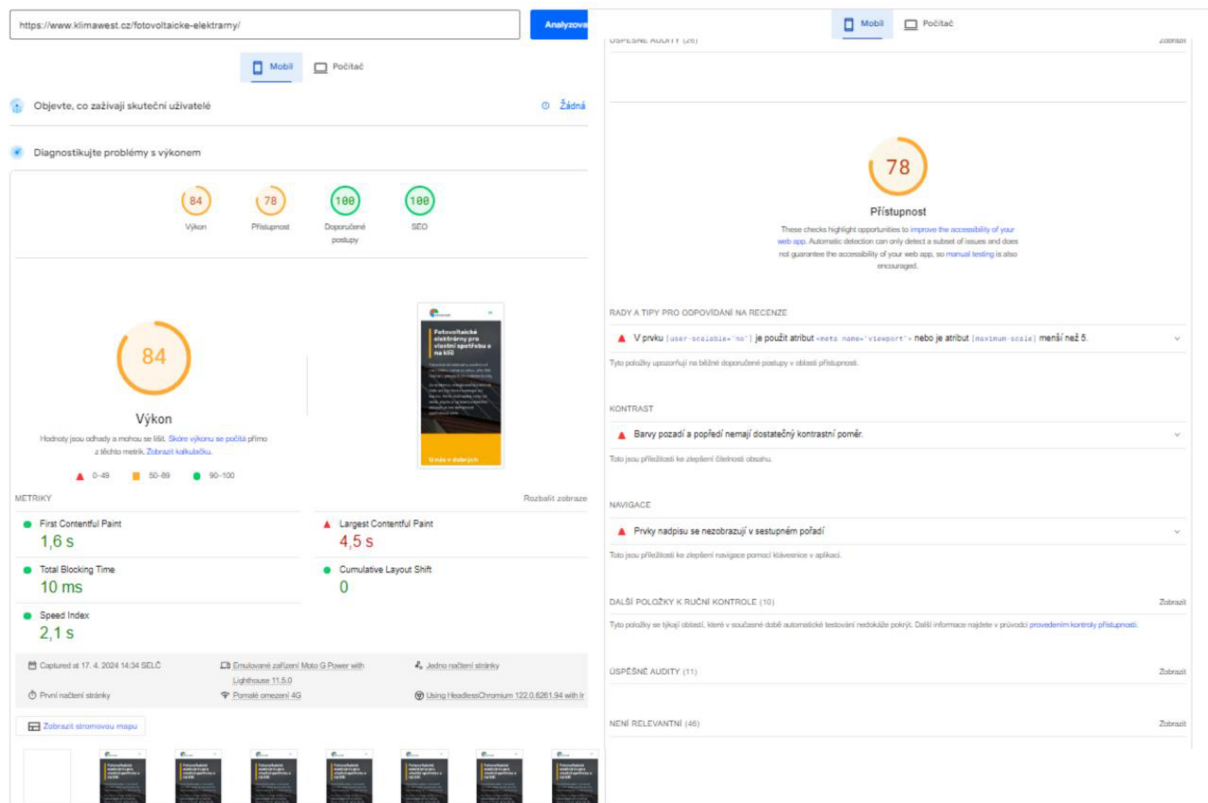 https://www.klimawest.cz/fotovoltaicke-elektrarny/
Analyzova
Mobil
Počítač
Objevte, co zažívají skuteční uživatelé
Žádná
Diagnostikujte problémy s výkonem
84
78
100
100
Výkon
Přístupnost
Doporučené
postupy
SEO
84
Výkon
Hodnoty jsou odhady a mohou se lišit. Skóre výkonu se počítá přímo
z těchto metrik. Zobrazit kalkulačku.
0–49
50–89
90–100
Fotovoltaické
elektrárny pro
vlastní spotřebu a
na klíč
U nás v dobrých
METRIKY
Rozbalit zobraze
First Contentful Paint
1,6 s
Largest Contentful Paint
4,5 s
Total Blocking Time
10 ms
Cumulative Layout Shift
0
Speed Index
2,1 s
Captured at 17. 4. 2024 14:34 SELČ
Emulované zařízení Moto G Power with
Lighthouse 11.5.0
Jedno načtení stránky
První načtení stránky
Pomalé omezení 4G
Using HeadlessChromium 122.0.6261.94 with lr
Zobrazit stromovou mapu
Mobil
Počítač
ÚSPĚŠNÉ AUDITY (26)
Zobrazit
78
Přístupnost
These checks highlight opportunities to improve the accessibility of your
web app. Automatic detection can only detect a subset of issues and does
not guarantee the accessibility of your web app, so manual testing is also
encouraged.
RADY A TIPY PRO ODPOVÍDÁNÍ NA RECENZE
V prvku [user-scalable="no"] je použit atribut <meta name="viewport"> nebo je atribut [maximum-scale] menší než 5.
Tyto položky upozorňují na běžné doporučené postupy v oblasti přístupnosti.
KONTRAST
Barvy pozadí a popředí nemají dostatečný kontrastní poměr.
Toto jsou příležitosti ke zlepšení čitelnosti obsahu.
NAVIGACE
Prvky nadpisu se nezobrazují v sestupném pořadí
Toto jsou příležitosti ke zlepšení navigace pomocí klávesnice v aplikaci.
DALŠÍ POLOŽKY K RUČNÍ KONTROLE (10)
Zobrazit
Tyto položky se týkají oblastí, které v současné době automatické testování nedokáže pokrýt. Další informace najdete v průvodci provedením kontroly přístupnosti.
ÚSPĚŠNÉ AUDITY (11)
Zobrazit
NENÍ RELEVANTNÍ (46)
Zobrazit